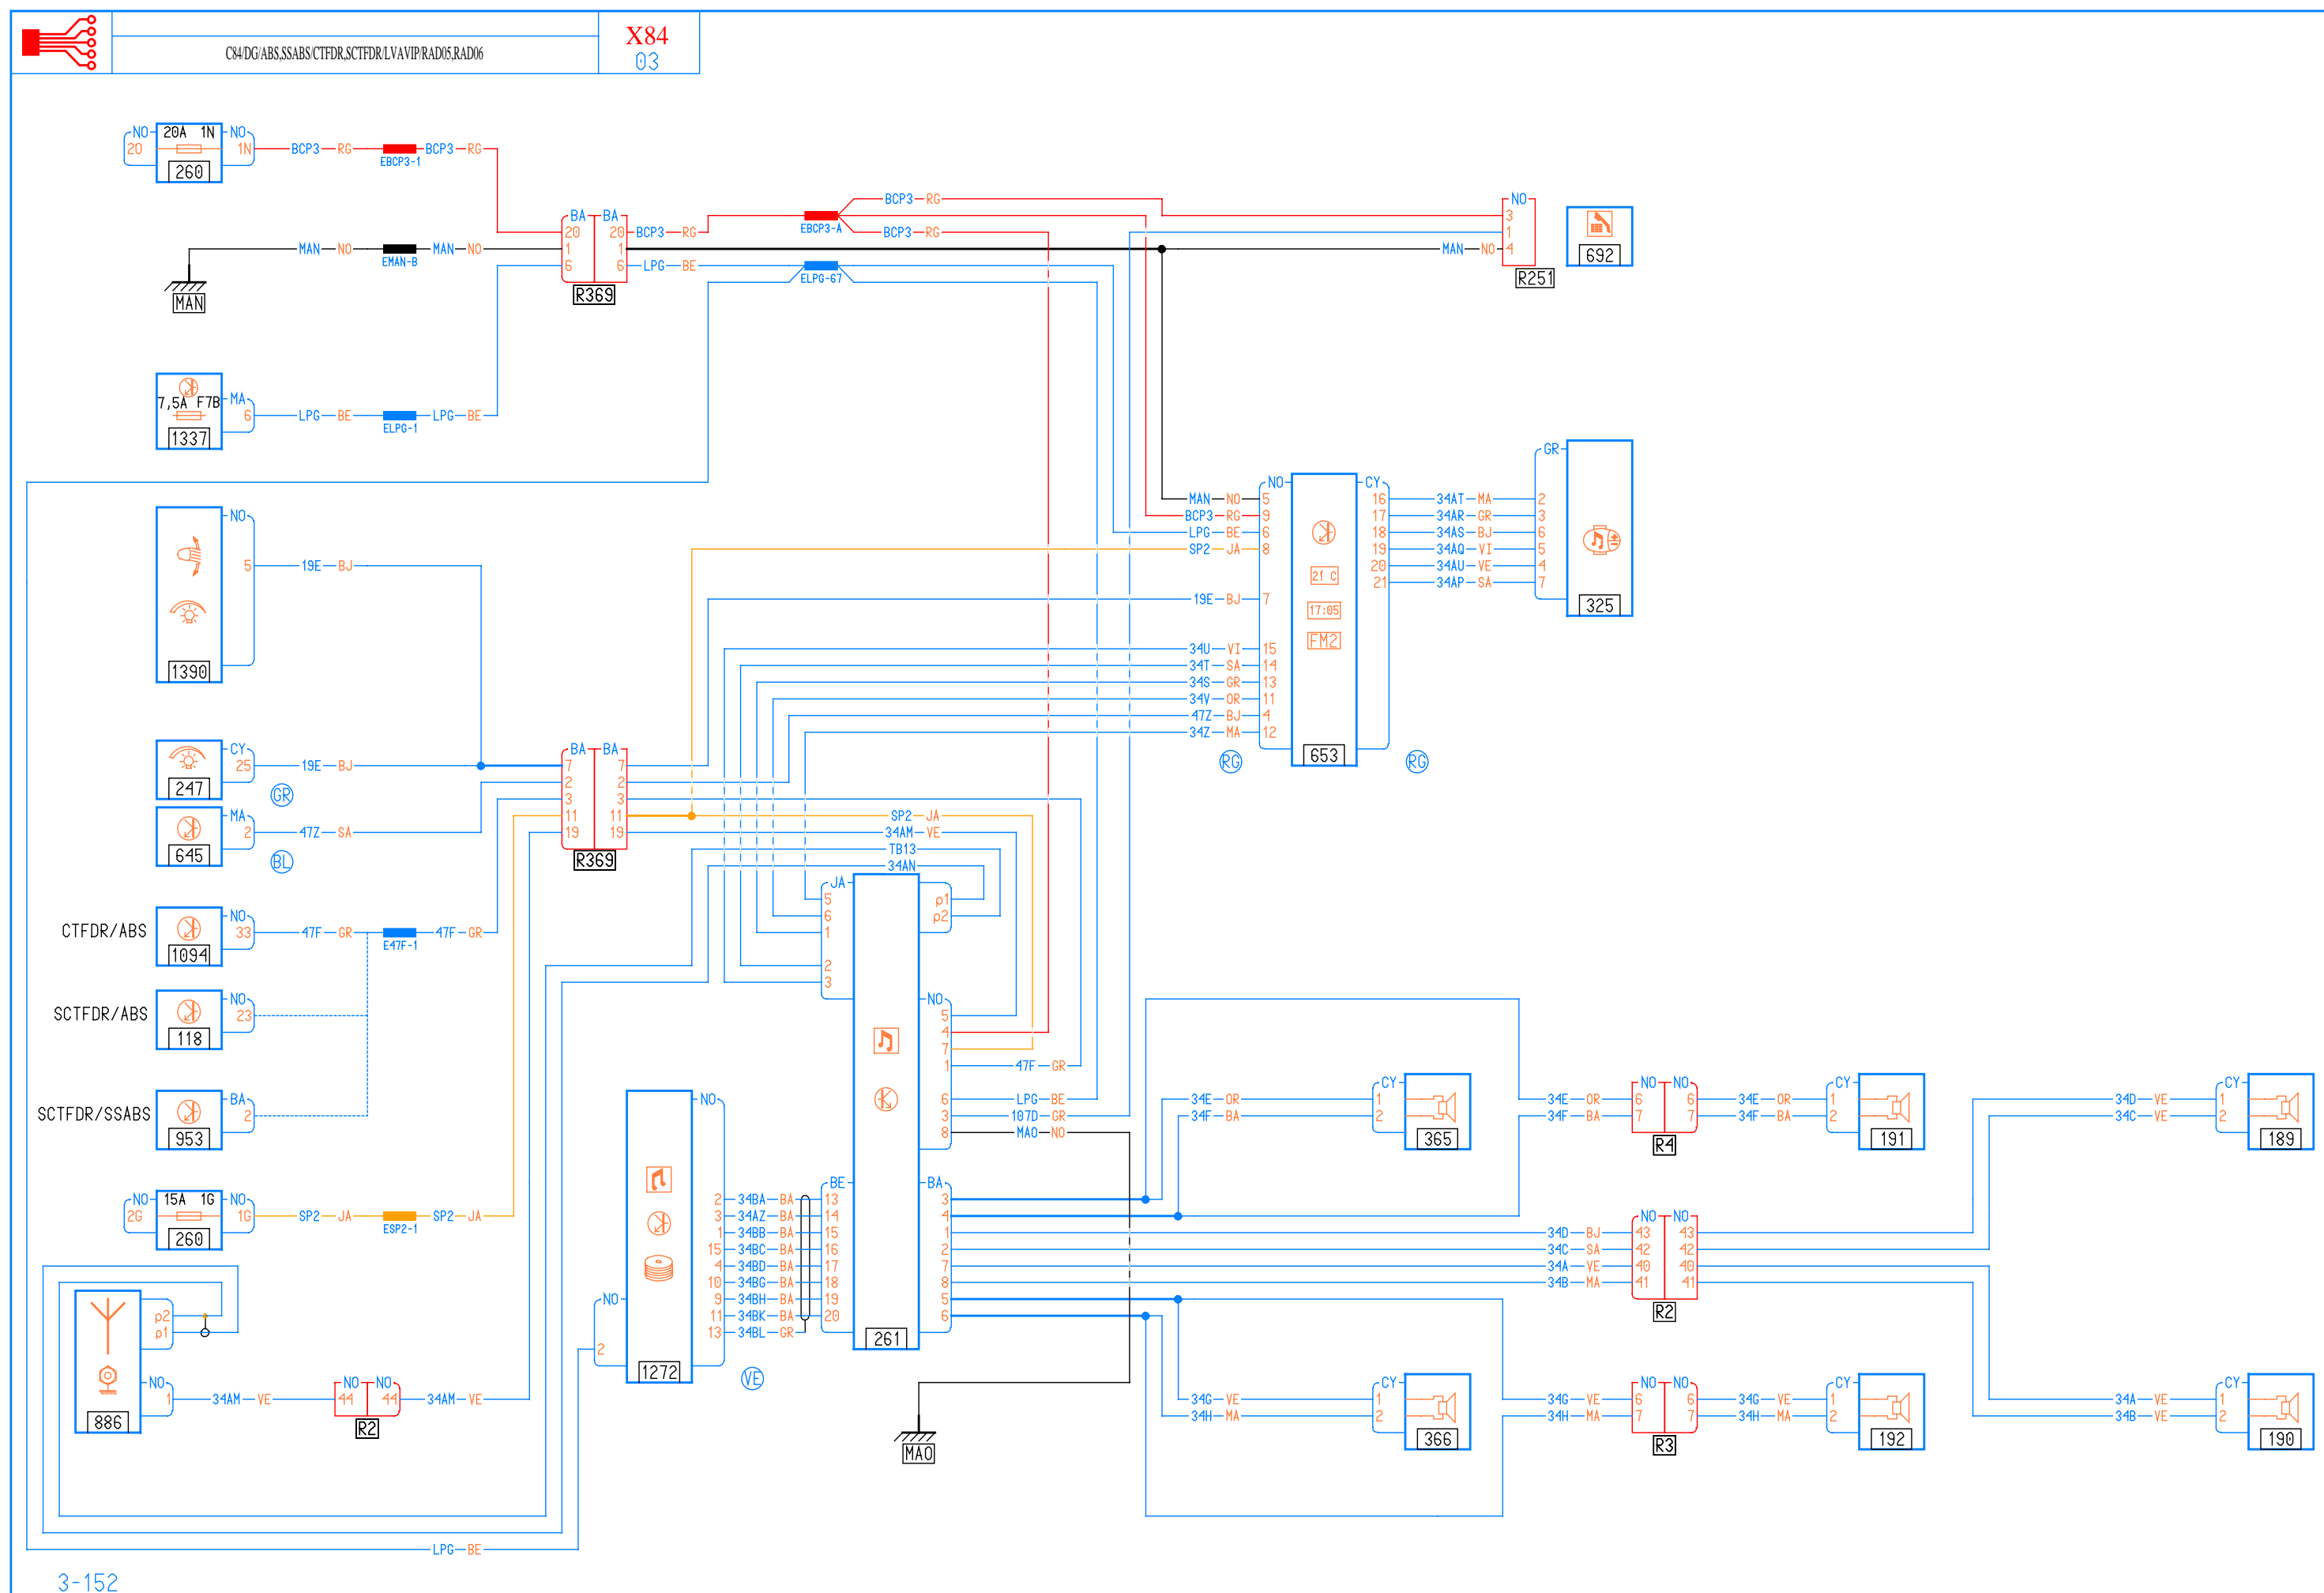 X84
C84/DG/ABS,SSABS/CTFDR,SCTFDR/LVAVIP/RAD05,RAD06
03
NO 20A 1N NO
20 1N BCP3 RG EBCP3-1 BCP3 RG
260
BCP3 RG
BA BA
20 20 BCP3 RG EBCP3-A BCP3 RG
1 1
6 6 LPG BE ELPG-67
R369
MAN NO EMAN-B MAN NO
MAN
NO
3
1
MAN NO 4
R251
692
7,5A F7B MA
6 LPG BE ELPG-1 LPG BE
1337
NO
5 19E BJ
1390
NO CY
MAN NO 5
BCP3 RG 9
LPG BE 6
SP2 JA 8
19E BJ 7
34U VI 15
34T SA 14
34S GR 13
34V OR 11
47Z BJ 4
34Z MA 12
21 C
17:05
FM2
653
RG
RG
GR
16 34AT MA 2
17 34AR GR 3
18 34AS BJ 6
19 34AQ VI 5
20 34AU VE 4
21 34AP SA 7
325
CY
25 19E BJ
247
GR
MA
2 47Z SA
645
BL
BA BA
7 7
2 2
3 3
11 11
19 19
R369
SP2 JA
34AM VE
TB13
34AN
CTFDR/ABS
NO
33 47F GR E47F-1 47F GR
1094
SCTFDR/ABS
NO
23
118
SCTFDR/SSABS
BA
2
953
NO 15A 1G NO
2G 1G SP2 JA ESP2-1 SP2 JA
260
JA
5
6
1
2
3
p1
p2
NO
5
4
7
1 47F GR
6 LPG BE
3 107D GR
8 MAO NO
BE BA
261
NO
2 34BA BA 13
3 34AZ BA 14
1 34BB BA 15
15 34BC BA 16
4 34BD BA 17
10 34BG BA 18
9 34BH BA 19
11 34BK BA 20
13 34BL GR
NO
2
1272
VE
3
4
1
2
7
8
5
6
MAO
34E OR
34F BA
CY
1
2
365
34E OR
34F BA
NO NO
6 6
7 7
R4
34E OR
34F BA
CY
1
2
191
34D VE
34C VE
CY
1
2
189
NO NO
34D BJ 43 43
34C SA 42 42
34A VE 40 40
34B MA 41 41
R2
34G VE
34H MA
CY
1
2
366
34G VE
34H MA
NO NO
6 6
7 7
R3
34G VE
34H MA
CY
1
2
192
34A VE
34B VE
CY
1
2
190
p2
p1
NO
1 34AM VE
886
NO NO
44 44
R2
34AM VE
LPG BE
3-152